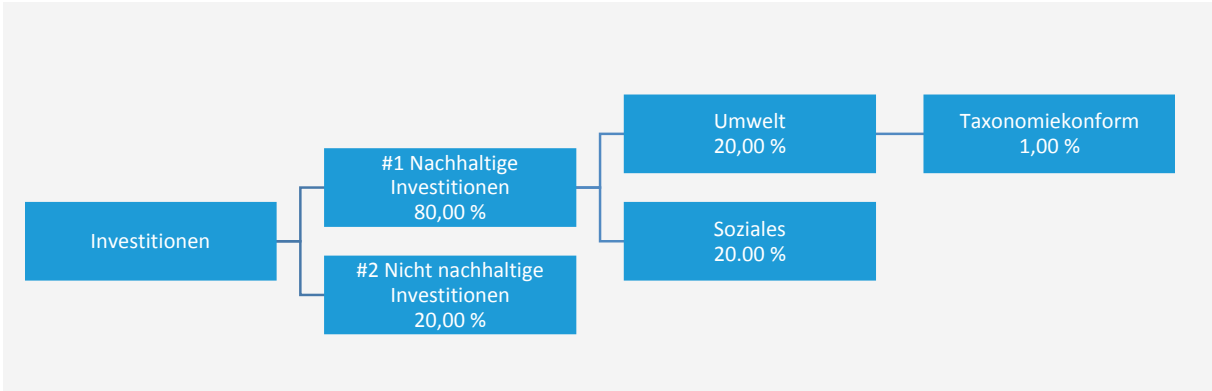 Investitionen
#1 Nachhaltige
Investitionen
80,00 %
#2 Nicht nachhaltige
Investitionen
20,00 %
Umwelt
20,00 %
Soziales
20.00 %
Taxonomiekonform
1,00 %